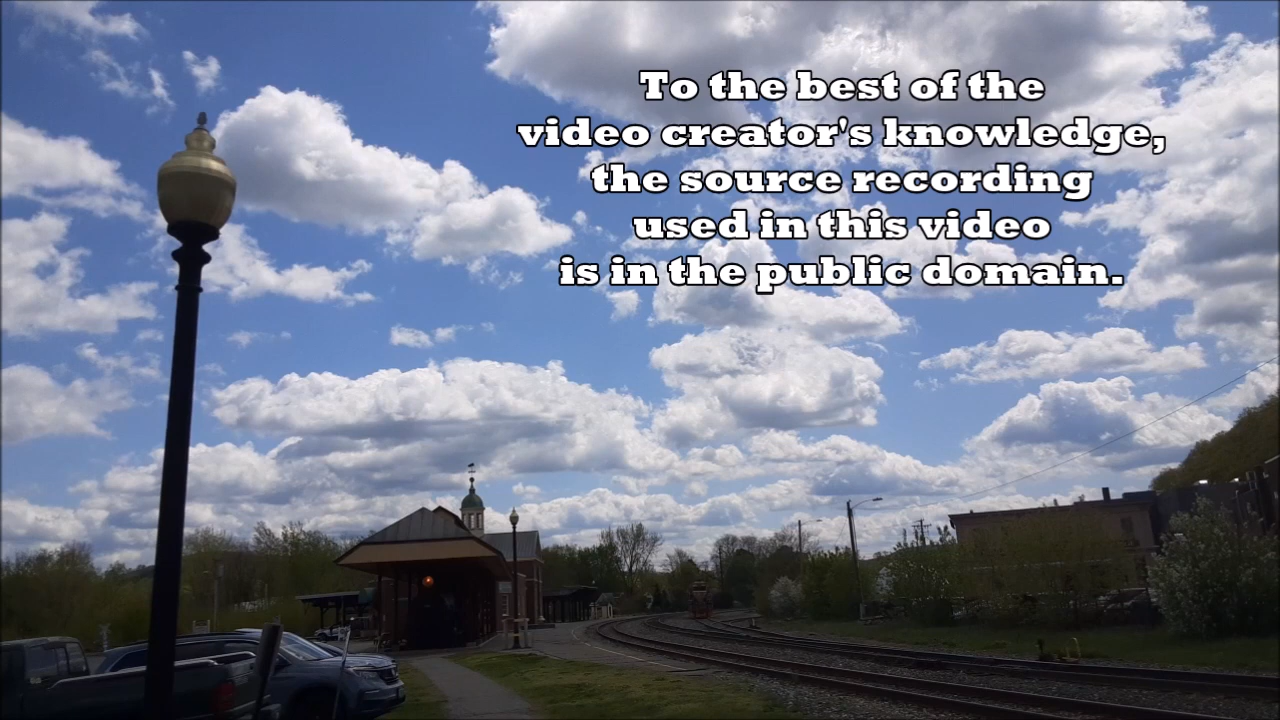 To the best of the
video creator's knowledge,
the source recording
used in this video
is in the public domain.